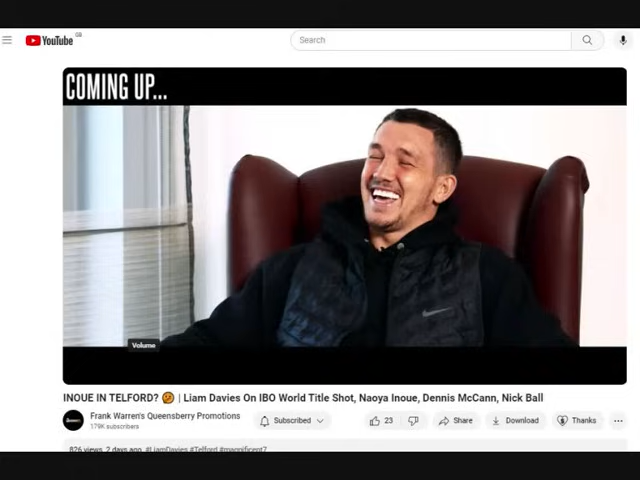 YouTube GB
Search
COMING UP...
Volume
INOUE IN TELFORD? 🥊 | Liam Davies On IBO World Title Shot, Naoya Inoue, Dennis McCann, Nick Ball
Frank Warren's Queensberry Promotions
179K subscribers
Subscribed
23
Share
Download
Thanks
826 views 2 days ago #LiamDavies #Telford #magnificent7